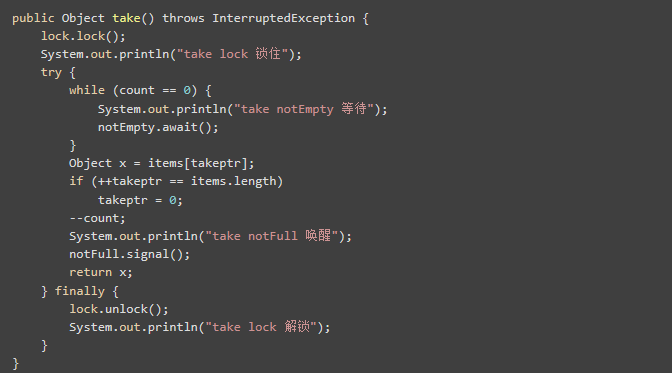 public Object take() throws InterruptedException {
    lock.lock();
    System.out.println("take lock 锁住");
    try {
        while (count == 0) {
            System.out.println("take notEmpty 等待");
            notEmpty.await();
        }
        Object x = items[takeptr];
        if (++takeptr == items.length)
            takeptr = 0;
        --count;
        System.out.println("take notFull 唤醒");
        notFull.signal();
        return x;
    } finally {
        lock.unlock();
        System.out.println("take lock 解锁");
    }
}